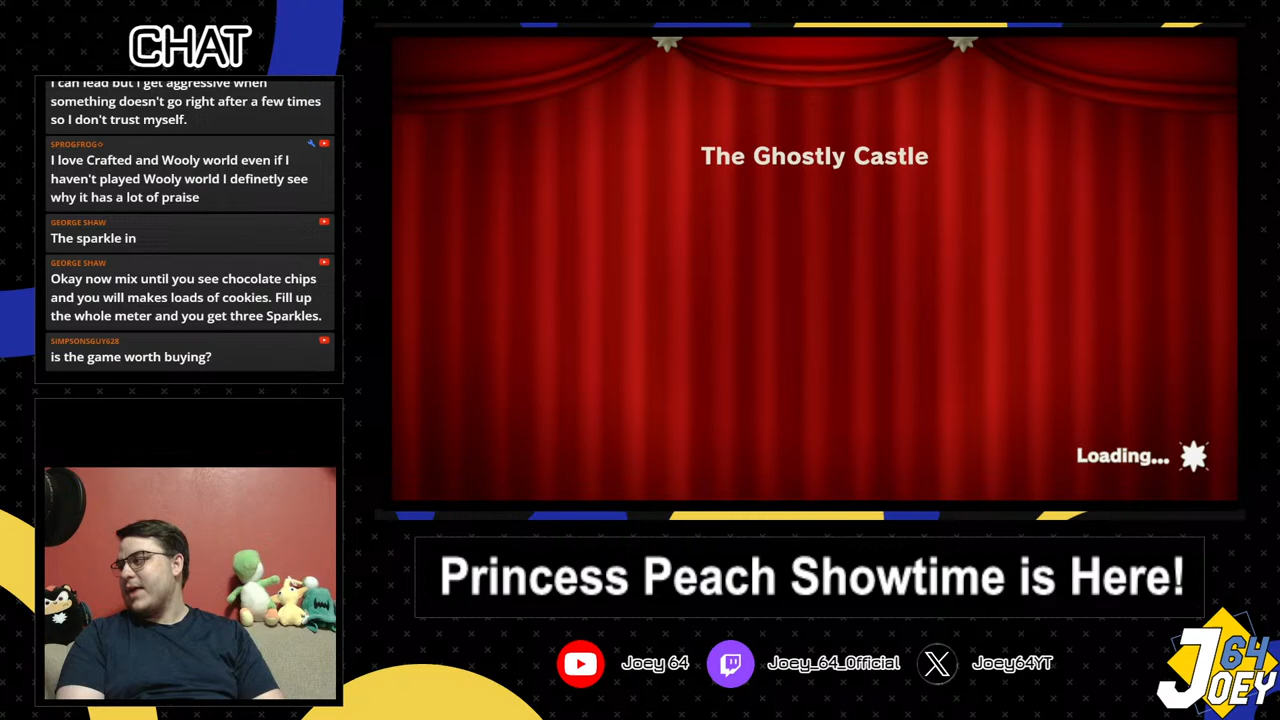 CHAT
I can lead but I get aggressive when
something doesn't go right after a few times
so I don't trust myself.
SPROGFROG
I love Crafted and Wooly world even if I
haven't played Wooly world I definetly see
why it has a lot of praise
GEORGE SHAW
The sparkle in
GEORGE SHAW
Okay now mix until you see chocolate chips
and you will makes loads of cookies. Fill up
the whole meter and you get three Sparkles.
SIMPSONSGUY628
is the game worth buying?
The Ghostly Castle
Loading...
Princess Peach Showtime is Here!
Joey 64
Joey_64_Official
Joey64YT
JOEY 64